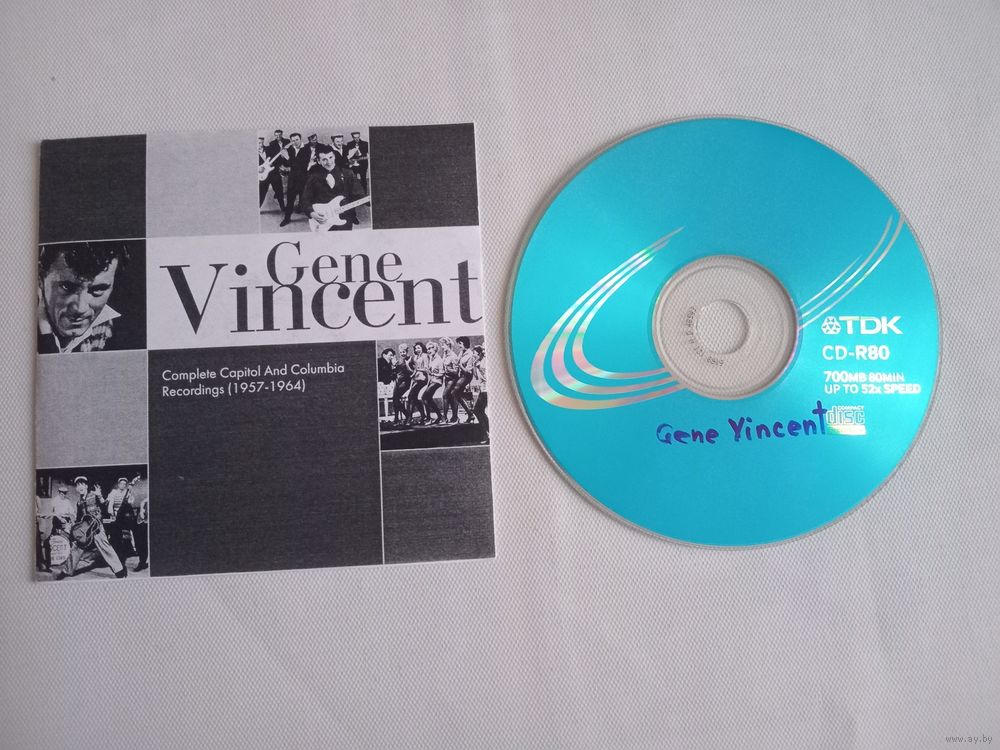 Gene
Vincent
Complete Capitol And Columbia
Recordings (1957-1964)
TDK
CD-R80
700MB 80MIN
UP TO 52x SPEED
COMPACT
disc
Gene Vincent
www.ay.by